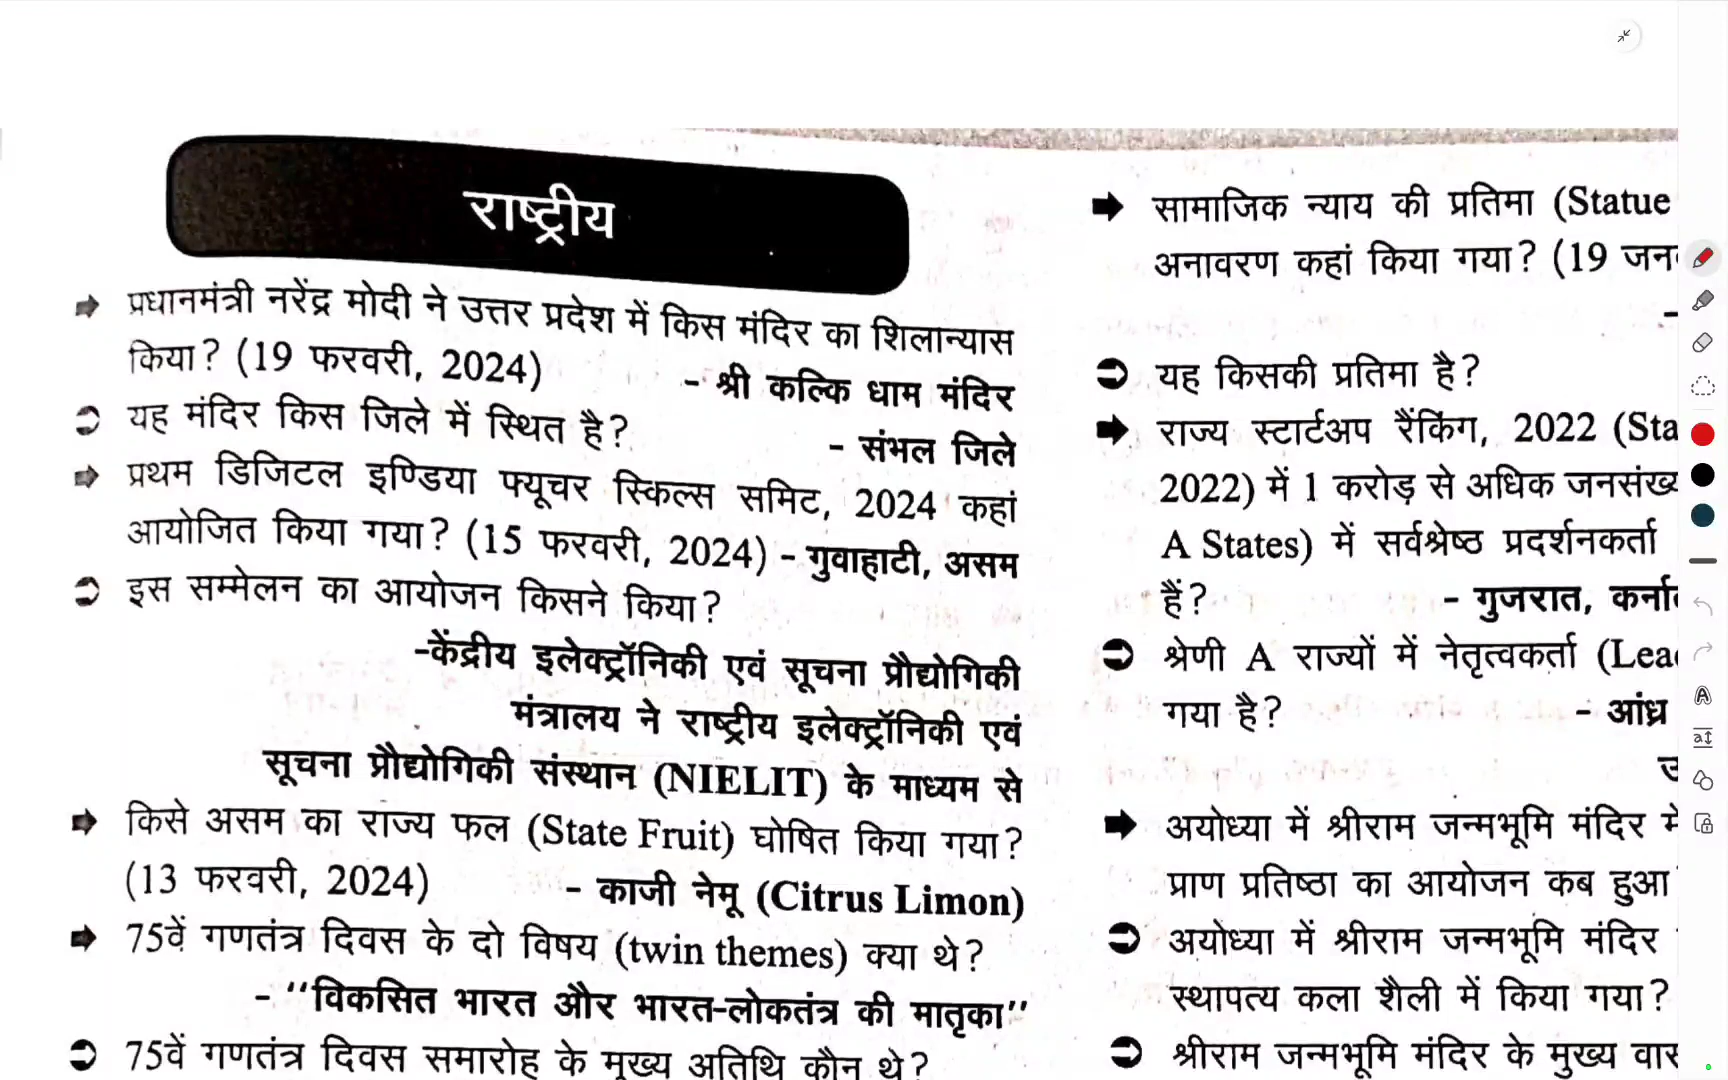 राष्ट्रीय
प्रधानमंत्री नरेंद्र मोदी ने उत्तर प्रदेश में किस मंदिर का शिलान्यास
किया? (19 फरवरी, 2024) - श्री कल्कि धाम मंदिर
यह मंदिर किस जिले में स्थित है? - संभल जिले
प्रथम डिजिटल इण्डिया फ्यूचर स्किल्स समिट, 2024 कहां
आयोजित किया गया? (15 फरवरी, 2024) - गुवाहाटी, असम
इस सम्मेलन का आयोजन किसने किया?
-केंद्रीय इलेक्ट्रॉनिकी एवं सूचना प्रौद्योगिकी
मंत्रालय ने राष्ट्रीय इलेक्ट्रॉनिकी एवं
सूचना प्रौद्योगिकी संस्थान (NIELIT) के माध्यम से
किसे असम का राज्य फल (State Fruit) घोषित किया गया?
(13 फरवरी, 2024) - काजी नेमू (Citrus Limon)
75वें गणतंत्र दिवस के दो विषय (twin themes) क्या थे?
- ‘‘विकसित भारत और भारत-लोकतंत्र की मातृका’’
75वें गणतंत्र दिवस समारोह के मुख्य अतिथि कौन थे?
सामाजिक न्याय की प्रतिमा (Statue
अनावरण कहां किया गया? (19 जन
-
यह किसकी प्रतिमा है?
राज्य स्टार्टअप रैंकिंग, 2022 (Sta
2022) में 1 करोड़ से अधिक जनसंख्य
A States) में सर्वश्रेष्ठ प्रदर्शनकर्ता
हैं? - गुजरात, कर्ना
श्रेणी A राज्यों में नेतृत्वकर्ता (Lea
गया है? - आंध्र
अयोध्या में श्रीराम जन्मभूमि मंदिर में
प्राण प्रतिष्ठा का आयोजन कब हुआ
अयोध्या में श्रीराम जन्मभूमि मंदिर
स्थापत्य कला शैली में किया गया?
श्रीराम जन्मभूमि मंदिर के मुख्य वास